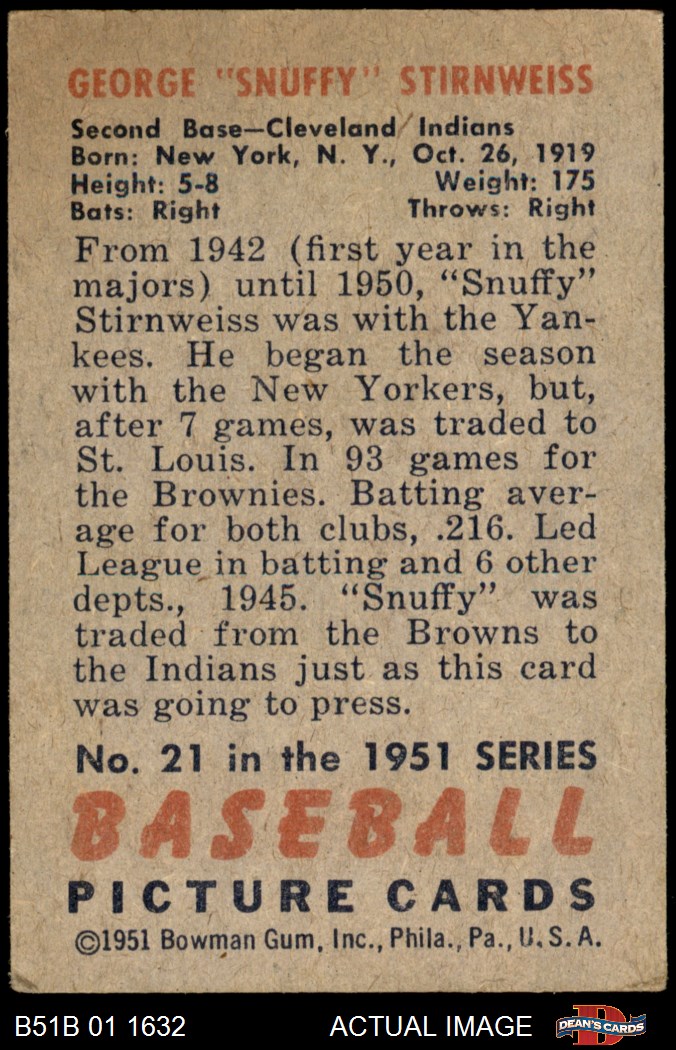 GEORGE "SNUFFY" STIRNWEISS
Second Base—Cleveland Indians
Born: New York, N. Y., Oct. 26, 1919
Height: 5-8 Weight: 175
Bats: Right Throws: Right
From 1942 (first year in the
majors) until 1950, "Snuffy"
Stirnweiss was with the Yan-
kees. He began the season
with the New Yorkers, but,
after 7 games, was traded to
St. Louis. In 93 games for
the Brownies. Batting aver-
age for both clubs, .216. Led
League in batting and 6 other
depts., 1945. "Snuffy" was
traded from the Browns to
the Indians just as this card
was going to press.
No. 21 in the 1951 SERIES
BASEBALL
PICTURE CARDS
©1951 Bowman Gum, Inc., Phila., Pa., U.S.A.
B51B 01 1632 ACTUAL IMAGE D DEAN'S CARDS